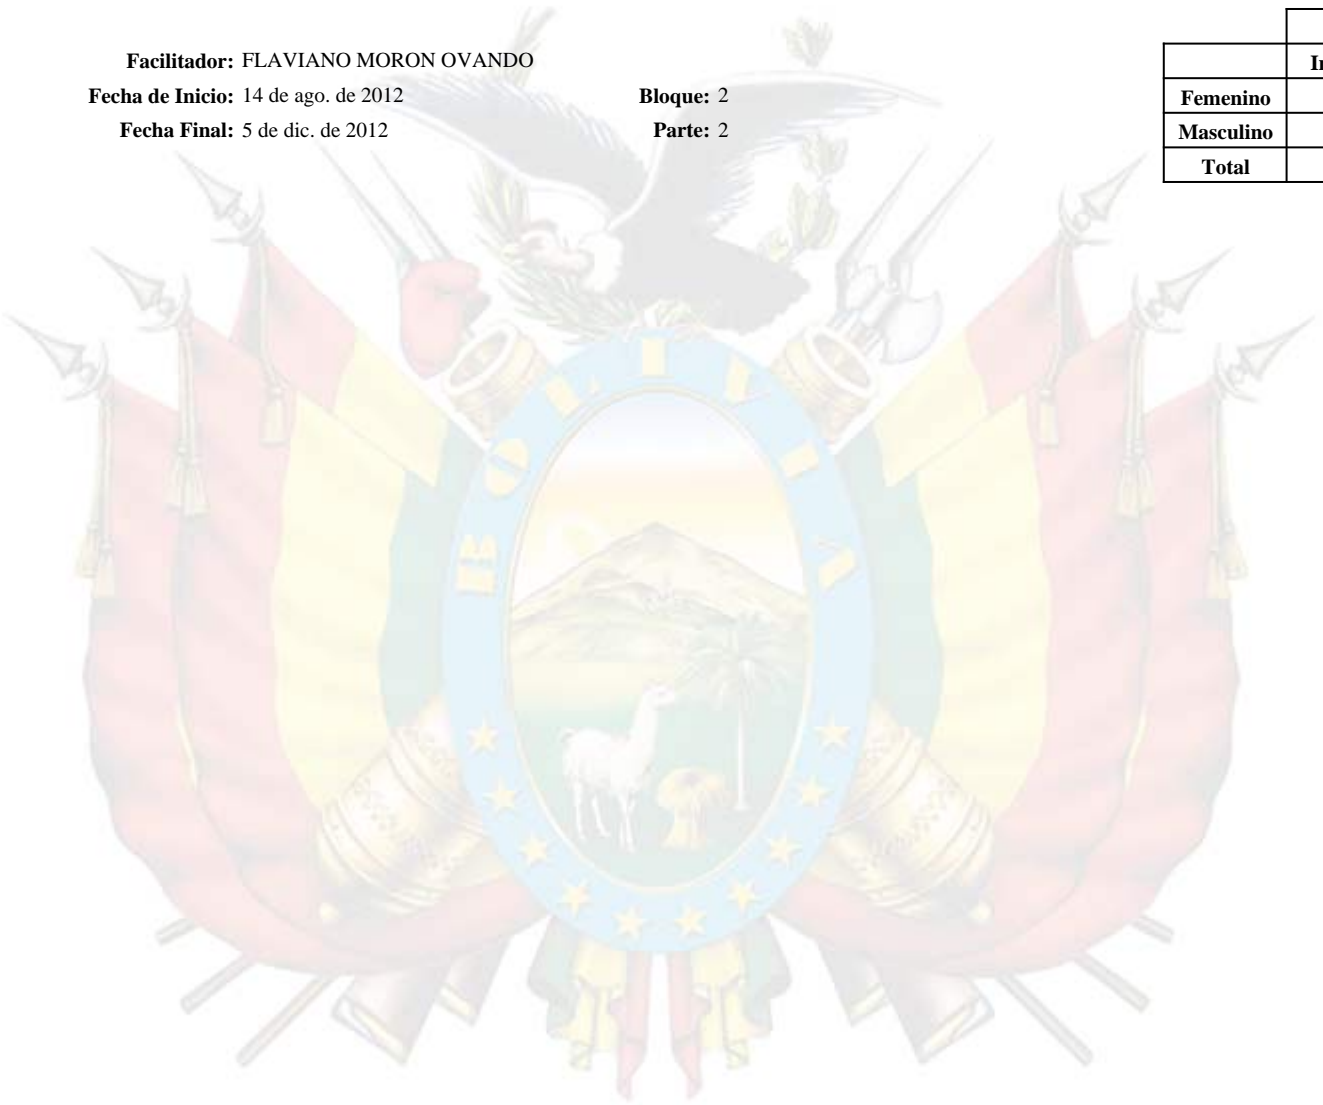 Facilitador: FLAVIANO MORON OVANDO
Fecha de Inicio: 14 de ago. de 2012 Bloque: 2
Fecha Final: 5 de dic. de 2012 Parte: 2
Femenino
Masculino
Total
BOLIVIA